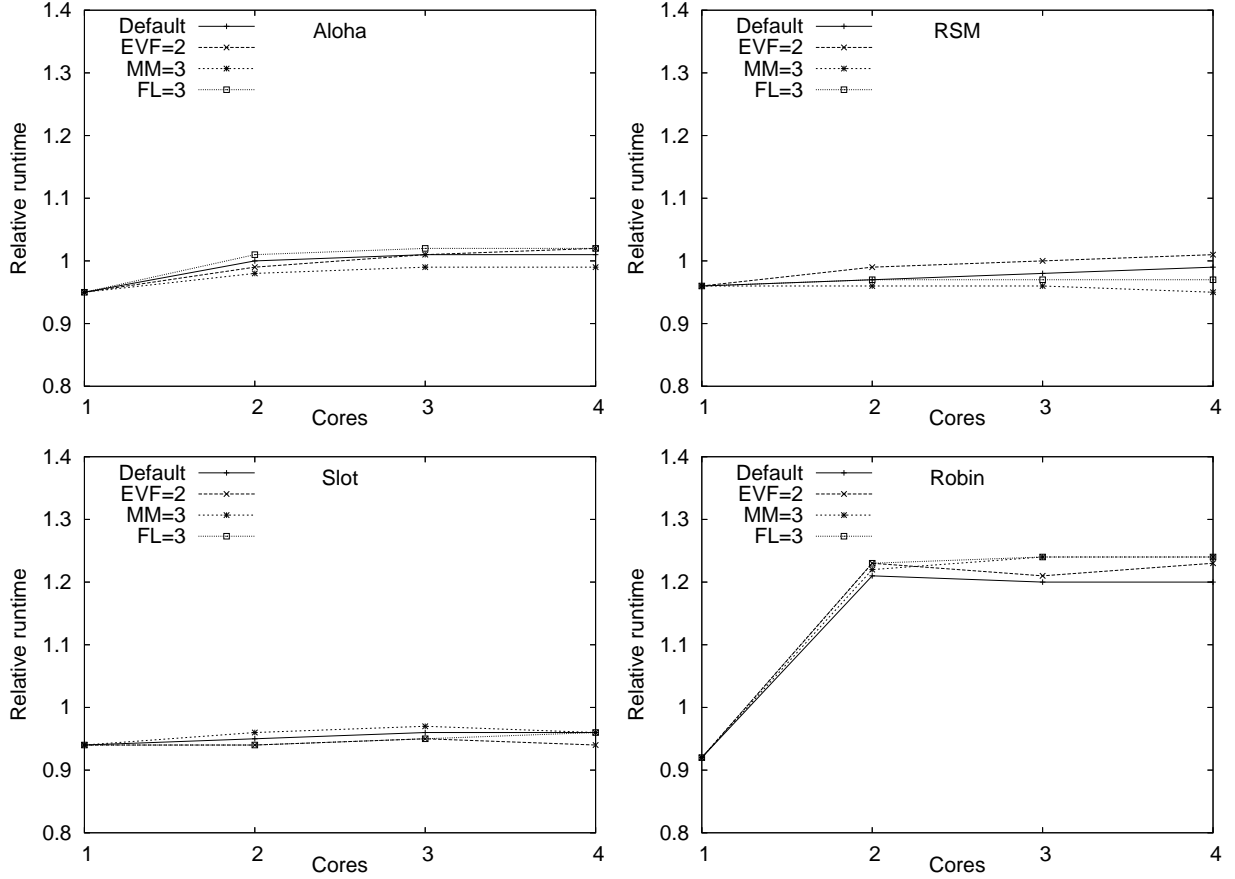 Aloha
Default
EVF=2
MM=3
FL=3
Relative runtime
1.4
1.3
1.2
1.1
1
0.9
0.8
1 2 3 4
Cores
RSM
Default
EVF=2
MM=3
FL=3
Relative runtime
1.4
1.3
1.2
1.1
1
0.9
0.8
1 2 3 4
Cores
Slot
Default
EVF=2
MM=3
FL=3
Relative runtime
1.4
1.3
1.2
1.1
1
0.9
0.8
1 2 3 4
Cores
Robin
Default
EVF=2
MM=3
FL=3
Relative runtime
1.4
1.3
1.2
1.1
1
0.9
0.8
1 2 3 4
Cores